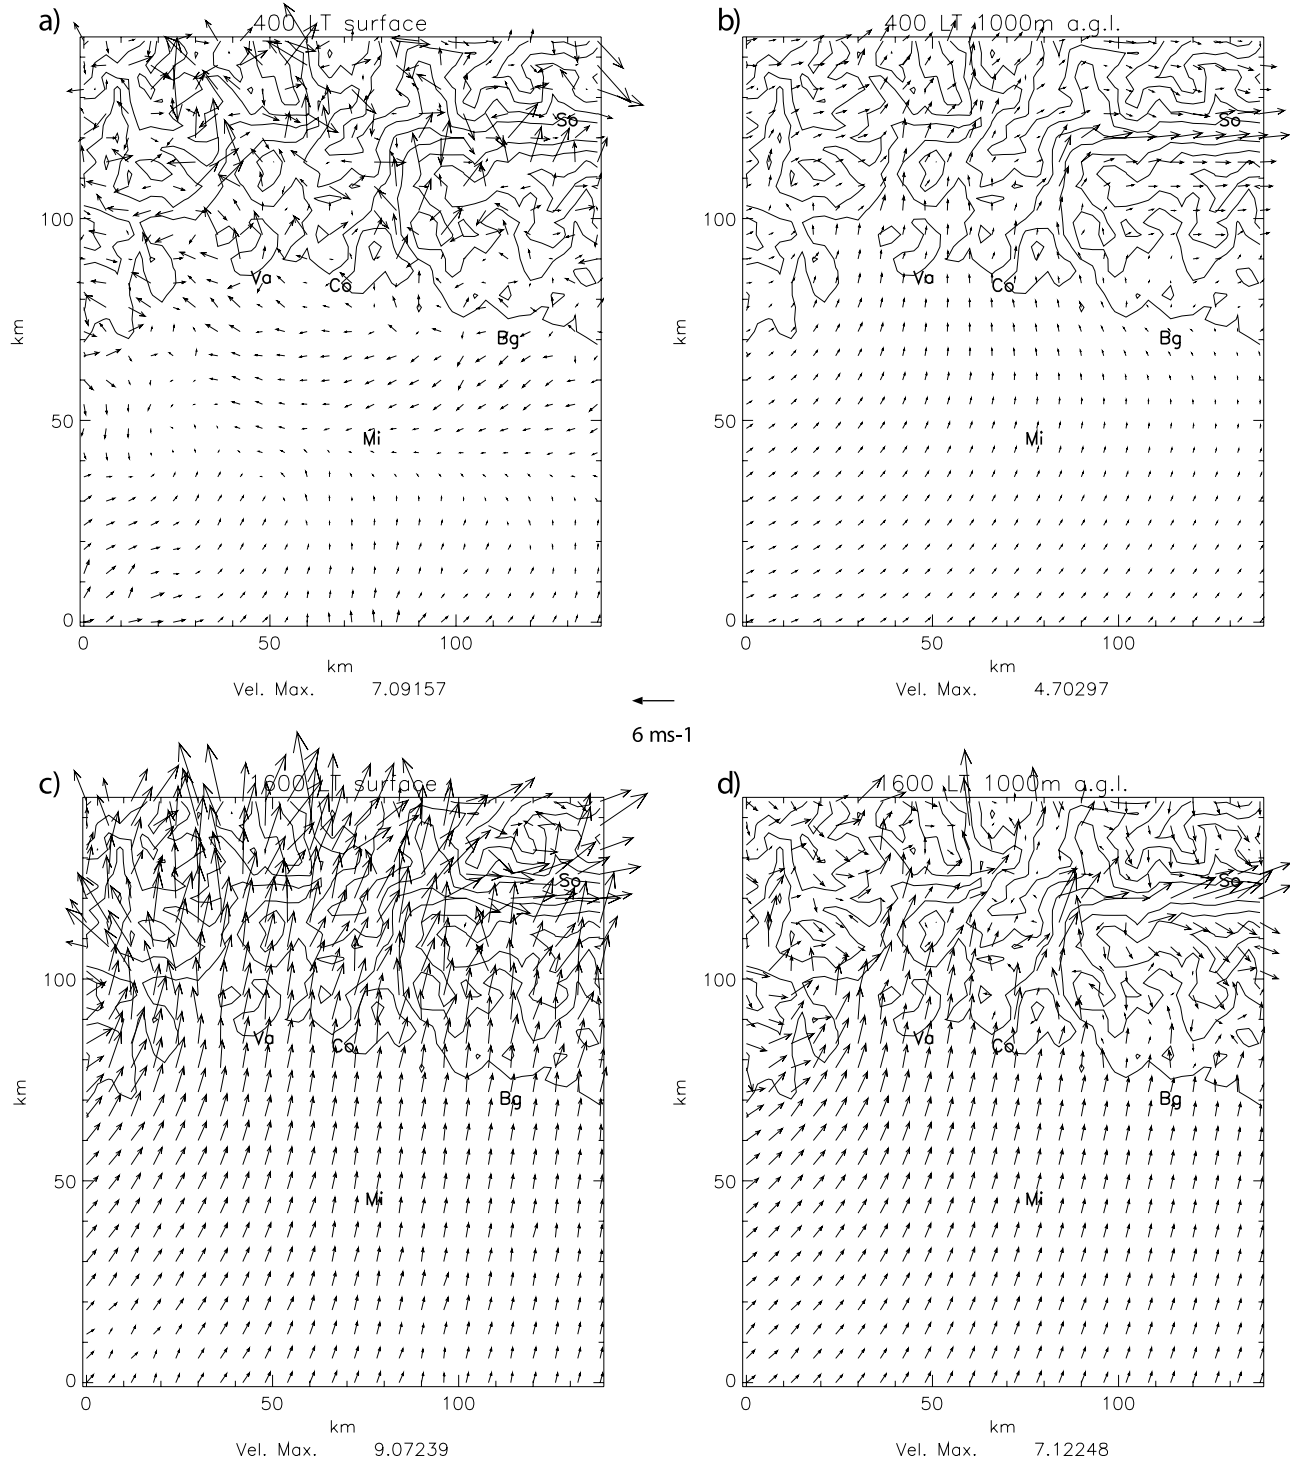 a)
400 LT surface
So
100
Va
Co
km
Bg
50
Mi
0
0
50
100
km
Vel. Max. 7.09157
b)
400 LT 1000m a.g.l.
So
100
Va
Co
km
Bg
50
Mi
0
0
50
100
km
Vel. Max. 4.70297
6 ms-1
c)
1600 LT surface
So
100
Va
Co
km
Bg
50
Mi
0
0
50
100
km
Vel. Max. 9.07239
d)
1600 LT 1000m a.g.l.
So
100
Va
Co
km
Bg
50
Mi
0
0
50
100
km
Vel. Max. 7.12248